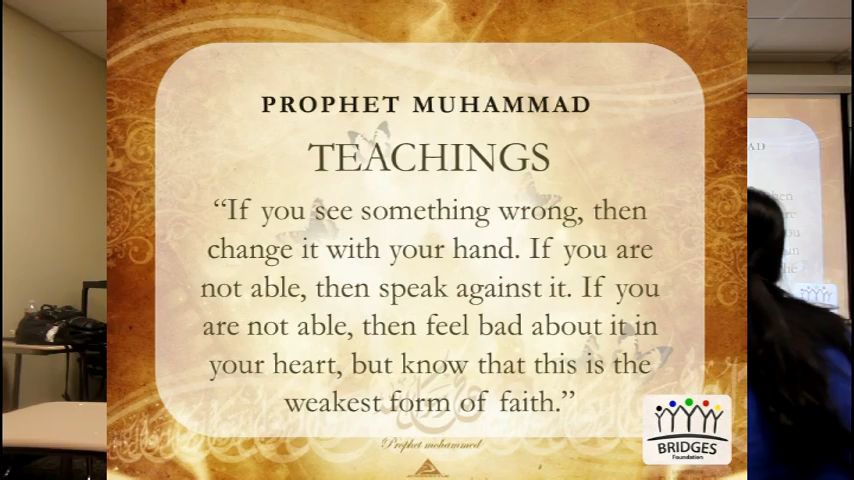 PROPHET MUHAMMAD
TEACHINGS
“If you see something wrong, then
change it with your hand. If you are
not able, then speak against it. If you
are not able, then feel bad about it in
your heart, but know that this is the
weakest form of faith.”
Prophet mohammed
BRIDGES
Foundation
AD